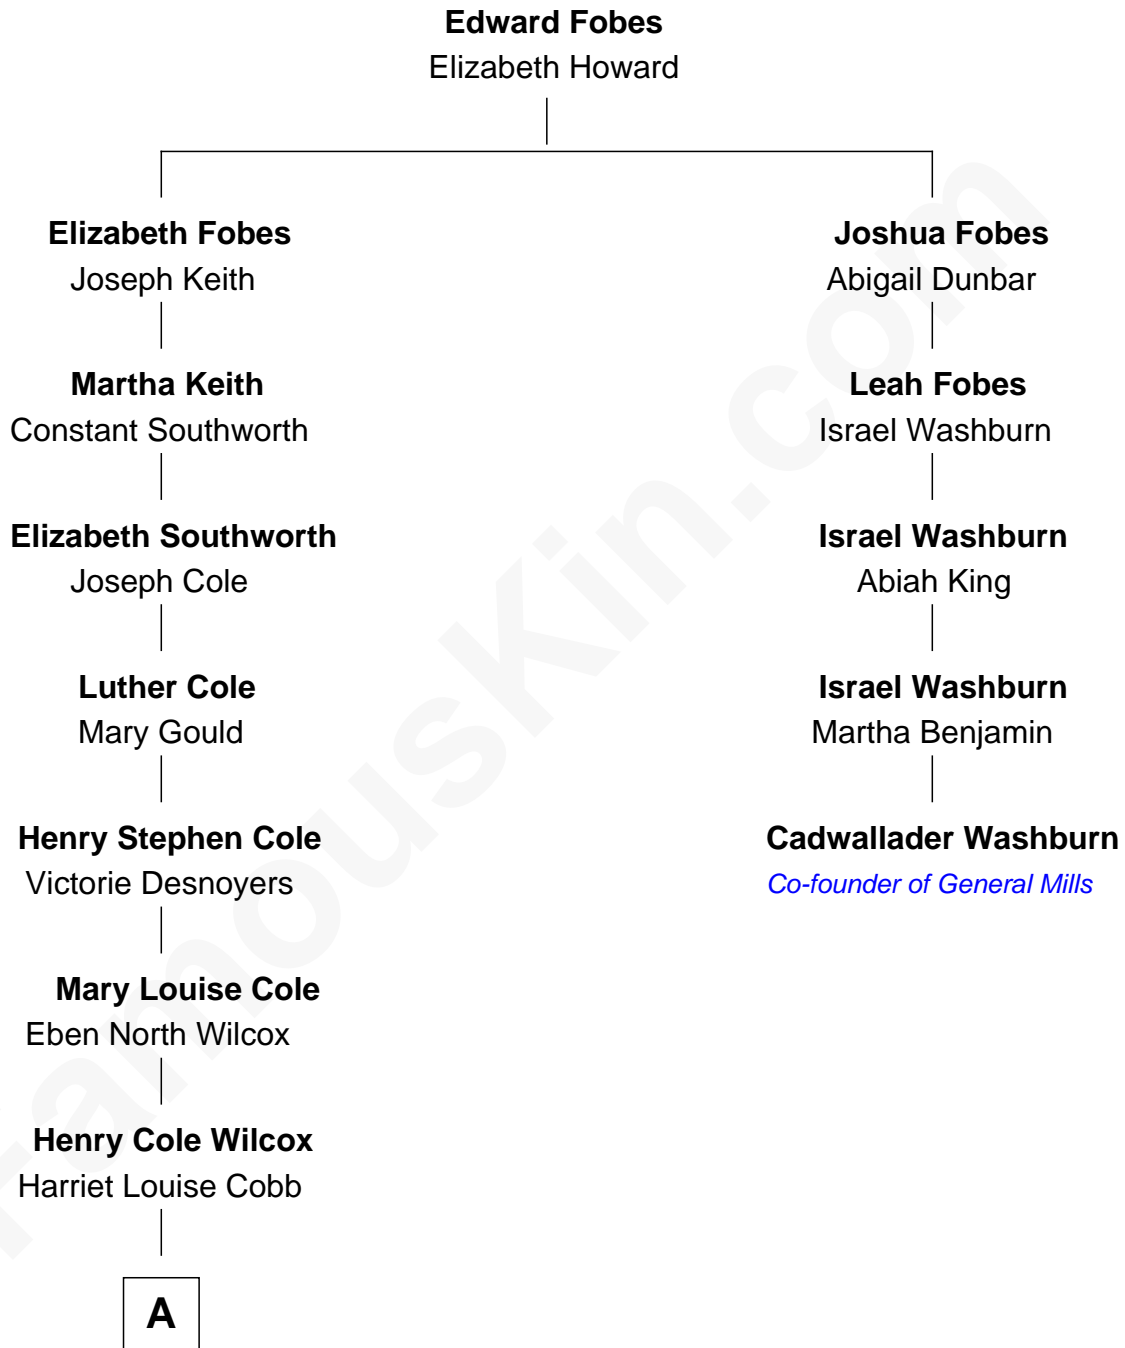 Edward Fobes
Elizabeth Howard
Elizabeth Fobes
Joseph Keith
Joshua Fobes
Abigail Dunbar
Martha Keith
Constant Southworth
Leah Fobes
Israel Washburn
Elizabeth Southworth
Joseph Cole
Israel Washburn
Abiah King
Luther Cole
Mary Gould
Israel Washburn
Martha Benjamin
Henry Stephen Cole
Victorie Desnoyers
Cadwallader Washburn
Co-founder of General Mills
Mary Louise Cole
Eben North Wilcox
Henry Cole Wilcox
Harriet Louise Cobb
A
FamousKin.com